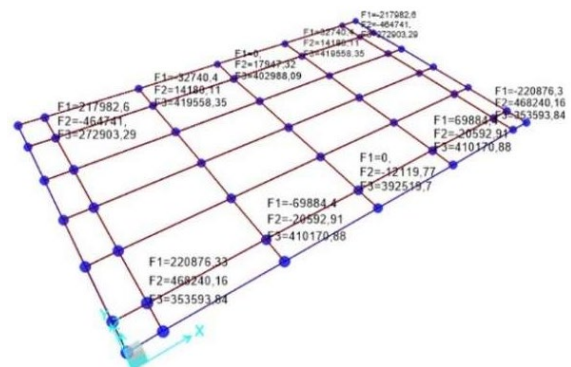 F1=-217982,6
F2=-464741,
F3=272903,29
F1=32740,4
F2=14180,11
F3=419558,35
F1=0,
F2=17947,32
F3=402988,09
F1=-32740,4
F2=14180,11
F3=419558,35
F1=217982,6
F2=-464741,
F3=272903,29
F1=-220876,3
F2=468240,16
F3=353593,84
F1=69884,4
F2=-20592,91
F3=410170,88
F1=0,
F2=-12119,77
F3=392519,7
F1=-69884,4
F2=-20592,91
F3=410170,88
F1=220876,33
F2=468240,16
F3=353593,84
X